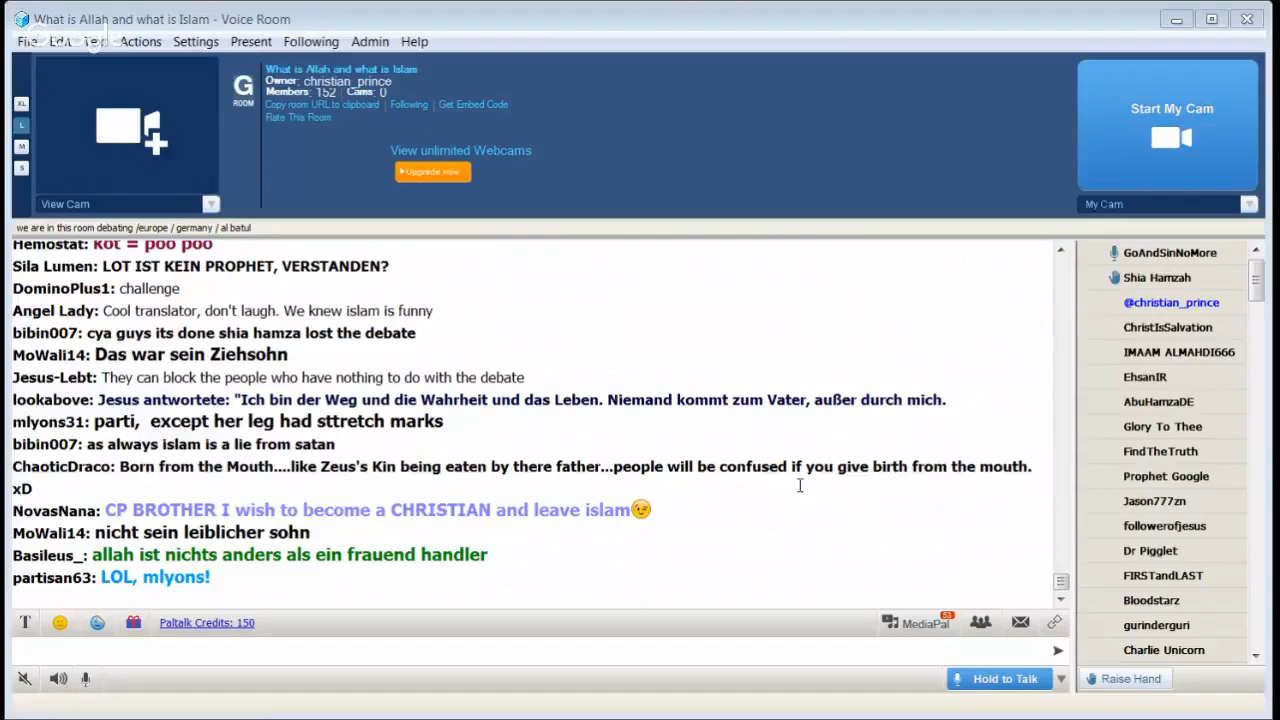 What is Allah and what is Islam - Voice Room
File Edit Text Actions Settings Present Following Admin Help
Google
XL
L
M
S
View Cam
G
ROOM
What is Allah and what is Islam
Owner: christian_prince
Members: 152 Cams: 0
Copy room URL to clipboard | Following | Get Embed Code
Rate This Room
View unlimited Webcams
Upgrade now
Start My Cam
My Cam
we are in this room debating /europe / germany / al batul
Hemostat: kot = poo poo
Sila Lumen: LOT IST KEIN PROPHET, VERSTANDEN?
DominoPlus1: challenge
Angel Lady: Cool translator, don't laugh. We knew islam is funny
bibin007: cya guys its done shia hamza lost the debate
MoWali14: Das war sein Ziehsohn
Jesus-Lebt: They can block the people who have nothing to do with the debate
lookabove: Jesus antwortete: "Ich bin der Weg und die Wahrheit und das Leben. Niemand kommt zum Vater, außer durch mich.
mlyons31: parti, except her leg had sttretch marks
bibin007: as always islam is a lie from satan
ChaoticDraco: Born from the Mouth....like Zeus's Kin being eaten by there father...people will be confused if you give birth from the mouth.
xD
NovasNana: CP BROTHER I wish to become a CHRISTIAN and leave islam
MoWali14: nicht sein leiblicher sohn
Basileus_: allah ist nichts anders als ein frauend handler
partisan63: LOL, mlyons!
GoAndSinNoMore
Shia Hamzah
@christian_prince
ChristIsSalvation
IMAAM ALMAHDI666
EhsanIR
AbuHamzaDE
Glory To Thee
FindTheTruth
Prophet Google
Jason777zn
followerofjesus
Dr Pigglet
FIRSTandLAST
Bloodstarz
gurinderguri
Charlie Unicorn
T
Paltalk Credits: 150
MediaPal
53
Hold to Talk
Raise Hand